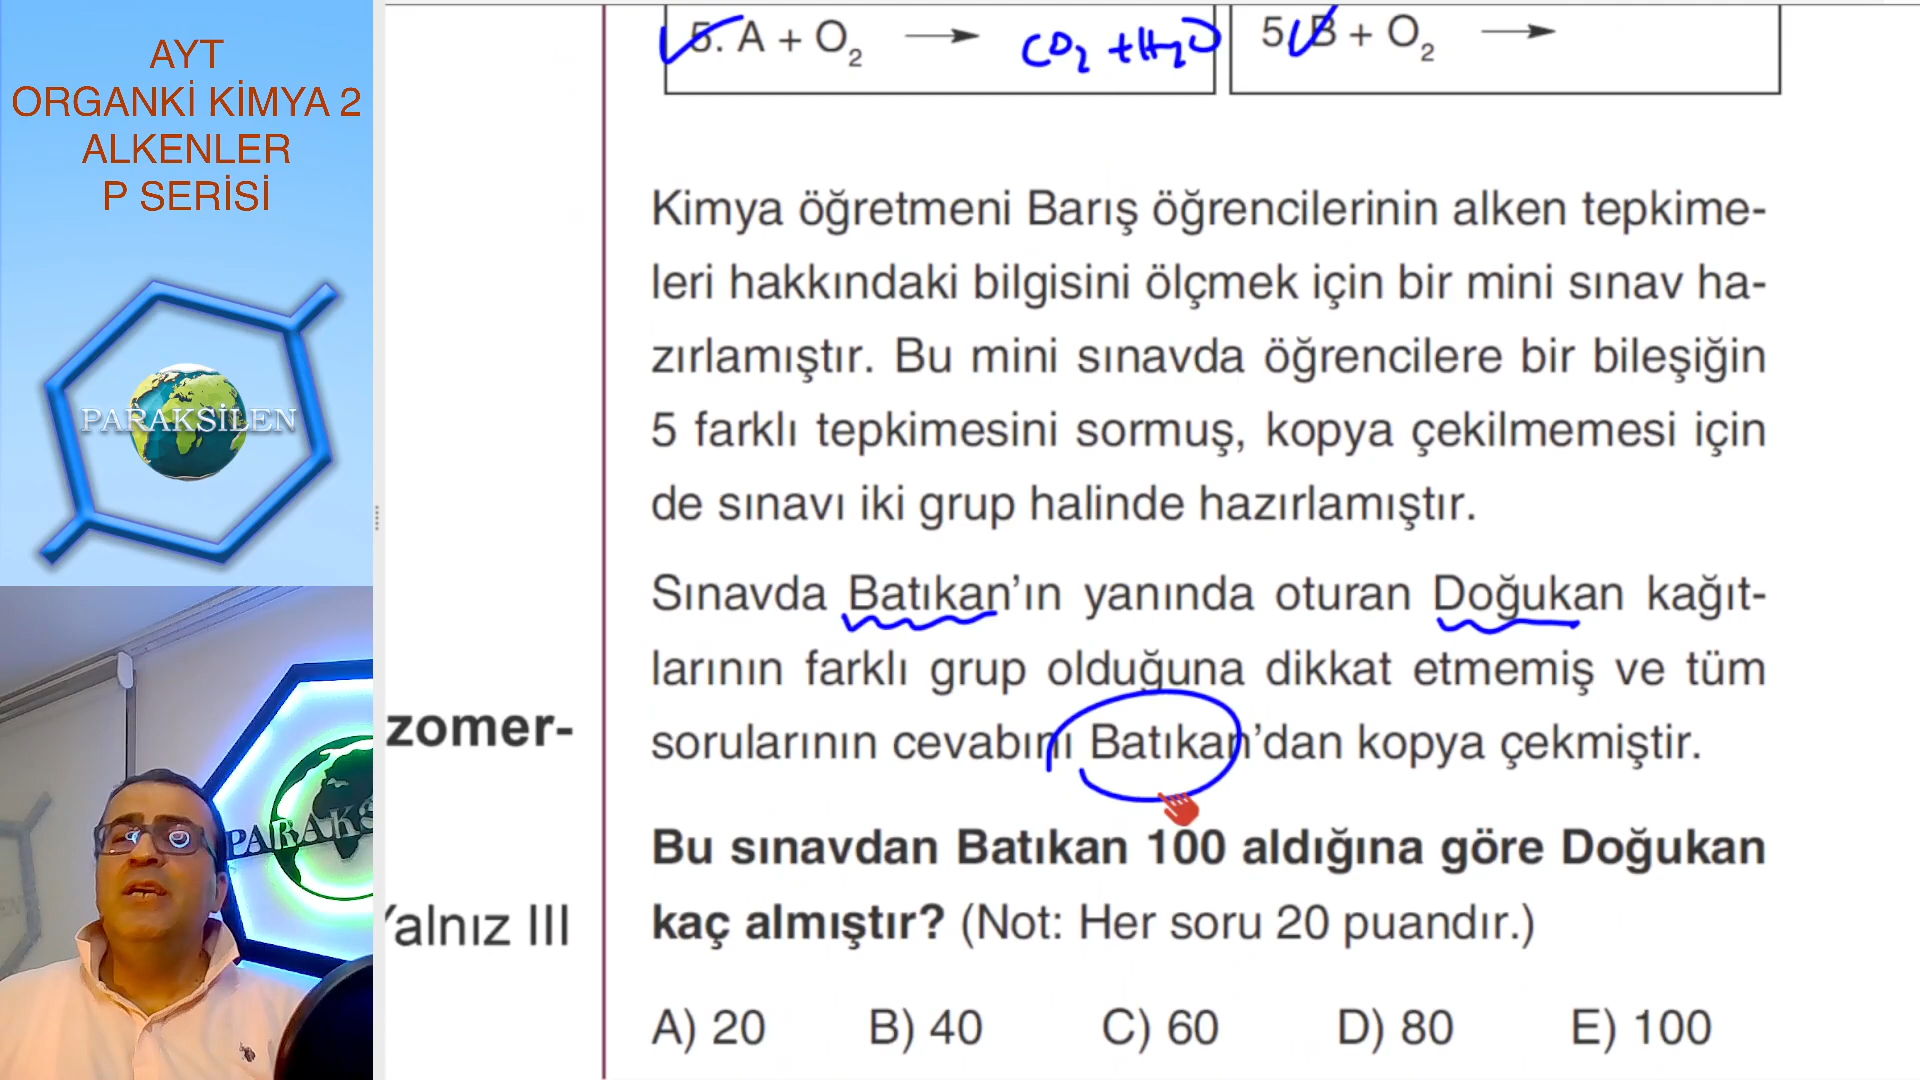 AYT
ORGANKİ KİMYA 2
ALKENLER
P SERİSİ
PARAKSİLEN
5. A + O2 → CO2 + H2O
5. B + O2 →
Kimya öğretmeni Barış öğrencilerinin alken tepkime-
leri hakkındaki bilgisini ölçmek için bir mini sınav ha-
zırlamıştır. Bu mini sınavda öğrencilere bir bileşiğin
5 farklı tepkimesini sormuş, kopya çekilmemesi için
de sınavı iki grup halinde hazırlamıştır.
Sınavda Batıkan’ın yanında oturan Doğukan kağıt-
larının farklı grup olduğuna dikkat etmemiş ve tüm
sorularının cevabını Batıkan’dan kopya çekmiştir.
Bu sınavdan Batıkan 100 aldığına göre Doğukan
kaç almıştır? (Not: Her soru 20 puandır.)
A) 20 B) 40 C) 60 D) 80 E) 100
zomer-
Yalnız III
PARAKS